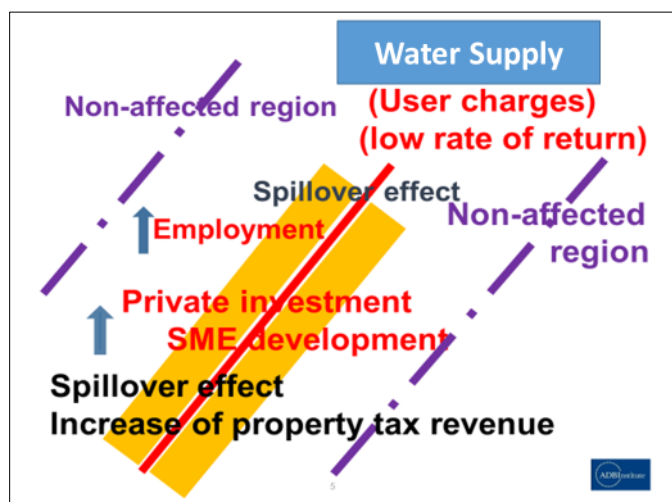 Water Supply
(User charges)
(low rate of return)
Non-affected region
Spillover effect
Non-affected
region
Employment
Private investment
SME development
Spillover effect
Increase of property tax revenue
5
ADBInstitute